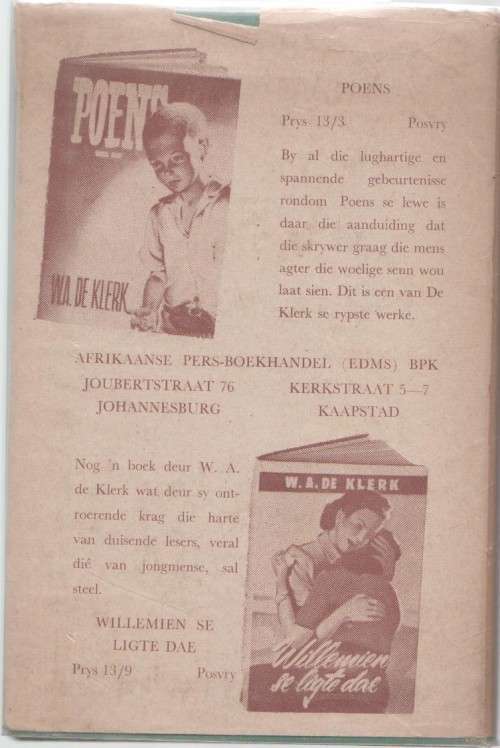 POENS
W.A. DE KLERK
POENS
Prys 13/3 Posvry
By al die lughartige en
spannende gebeurtenisse
rondom Poens se lewe is
daar die aanduiding dat
die skrywer graag die mens
agter die woelige seun wou
laat sien. Dit is een van De
Klerk se rypste werke.
AFRIKAANSE PERS-BOEKHANDEL (EDMS) BPK
JOUBERTSTRAAT 76 KERKSTRAAT 5—7
JOHANNESBURG KAAPSTAD
Nog 'n boek deur W. A.
de Klerk wat deur sy ont-
roerende krag die harte
van duisende lesers, veral
dié van jongmense, sal
steel.
WILLEMIEN SE
LIGTE DAE
Prys 13/9 Posvry
W. A. DE KLERK
Willemien
se ligte dae